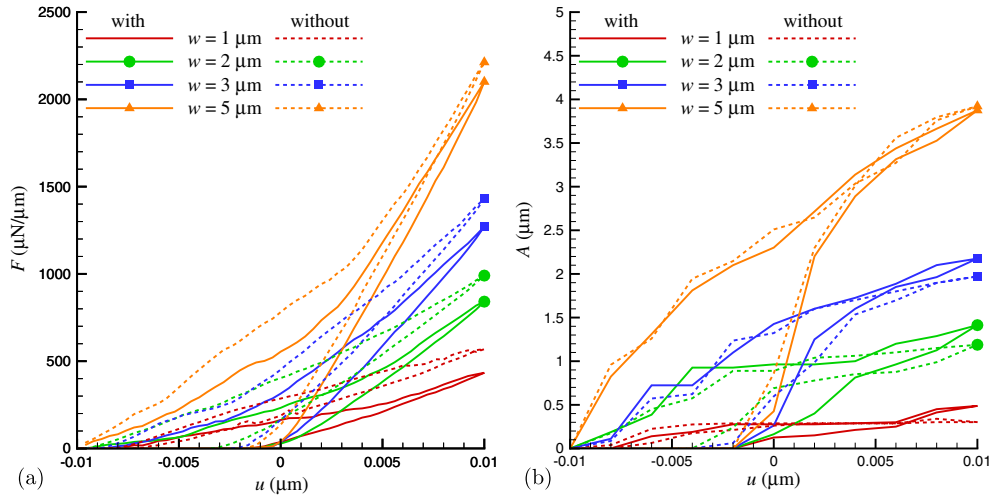 with without
w = 1 μm
w = 2 μm
w = 3 μm
w = 5 μm
2500
2000
1500
1000
500
0
F (μN/μm)
-0.01 -0.005 0 0.005 0.01
u (μm)
(a)
with without
w = 1 μm
w = 2 μm
w = 3 μm
w = 5 μm
5
4.5
4
3.5
3
2.5
2
1.5
1
0.5
0
A (μm)
-0.01 -0.005 0 0.005 0.01
u (μm)
(b)